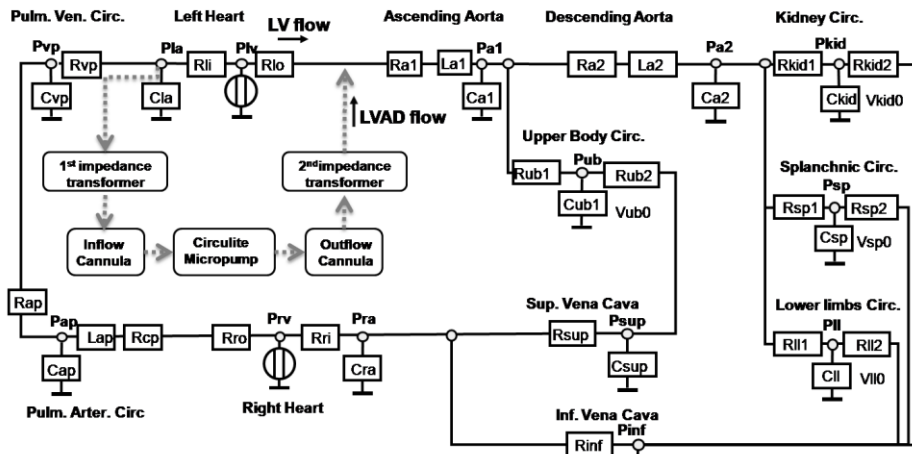 Pulm. Ven. Circ.
Left Heart
LV flow
Ascending Aorta
Descending Aorta
Kidney Circ.
Pvp
Rvp
Pla
Rli
Plv
Rlo
Ra1
La1
Pa1
Ra2
La2
Pa2
Rkid1
Pkid
Rkid2
Cvp
Cla
LVAD flow
Ca1
Ca2
Ckid
Vkid0
1st impedance
transformer
2nd impedance
transformer
Upper Body Circ.
Rub1
Pub
Rub2
Cub1
Vub0
Splanchnic Circ.
Psp
Rsp1
Rsp2
Csp
Vsp0
Inflow
Cannula
Circulite
Micropump
Outflow
Cannula
Rap
Pap
Lap
Rcp
Rro
Prv
Rri
Pra
Sup. Vena Cava
Rsup
Psup
Lower limbs Circ.
Pll
Rll1
Rll2
Cap
Cra
Csup
Cll
Vll0
Pulm. Arter. Circ
Right Heart
Inf. Vena Cava
Rinf
Pinf